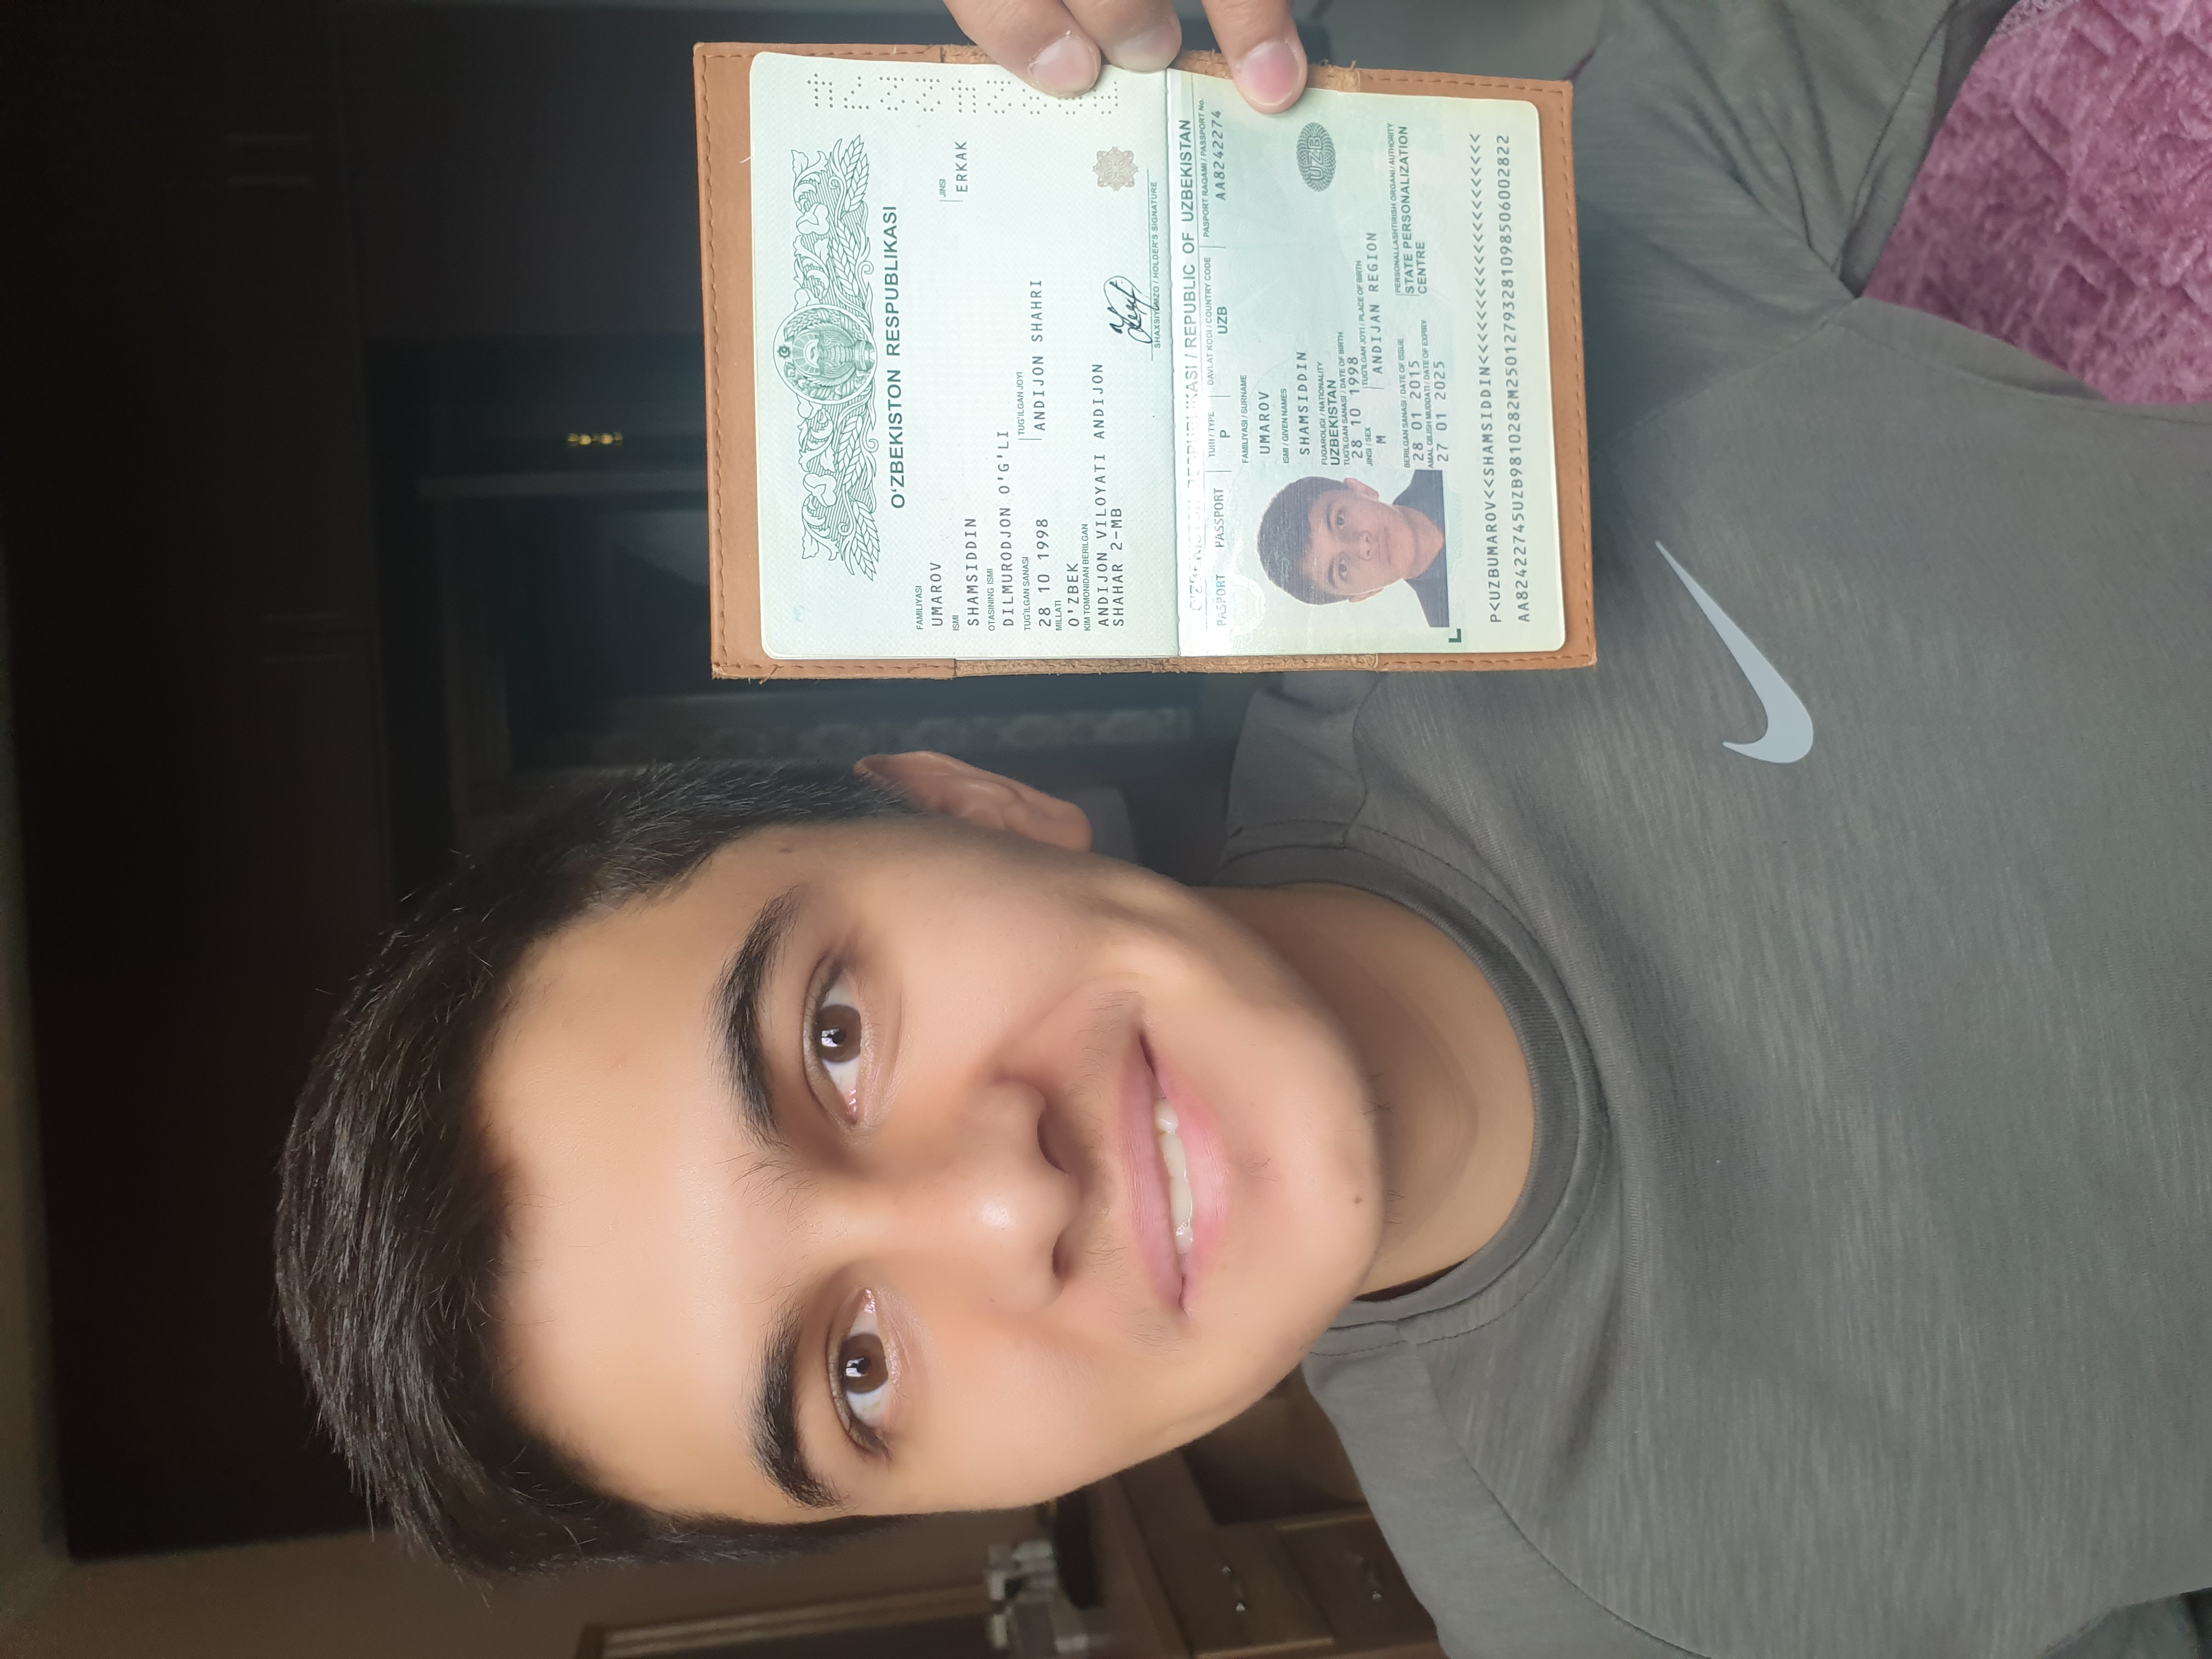 O‘ZBEKISTON RESPUBLIKASI
FAMILIYASI
UMAROV
JINSI
ISMI
ERKAK
SHAMSIDDIN
OTASINING ISMI
DILMURODJON O'G'LI
TUG‘ILGAN SANASI TUG‘ILGAN JOYI
28 10 1998 ANDIJON SHAHRI
MILLATI
O'ZBEK
KIM TOMONIDAN BERILGAN
ANDIJON VILOYATI ANDIJON
SHAHAR 2-MB
SHAXSIY IMZO / HOLDER'S SIGNATURE
O‘ZBEKISTON RESPUBLIKASI / REPUBLIC OF UZBEKISTAN
PASPORT PASSPORT TURI / TYPE DAVLAT KODI / COUNTRY CODE PASPORT RAQAMI / PASSPORT No.
P UZB AA8242274
FAMILIYASI / SURNAME
UMAROV
ISMI / GIVEN NAMES
SHAMSIDDIN
FUQAROLIGI / NATIONALITY
UZBEKISTAN
UZB
TUG‘ILGAN SANASI / DATE OF BIRTH
28 10 1998
JINSI / SEX TUG‘ILGAN JOYI / PLACE OF BIRTH
M ANDIJAN REGION
BERILGAN SANASI / DATE OF ISSUE PERSONALLASHTIRISH ORGANI / AUTHORITY
28 01 2015 STATE PERSONALIZATION
AMAL QILISH MUDDATI / DATE OF EXPIRY CENTRE
27 01 2025
P<UZBUMAROV<<SHAMSIDDIN<<<<<<<<<<<<<<<<<<<<<
AA82422745UZB9810282M25012793281098506002822